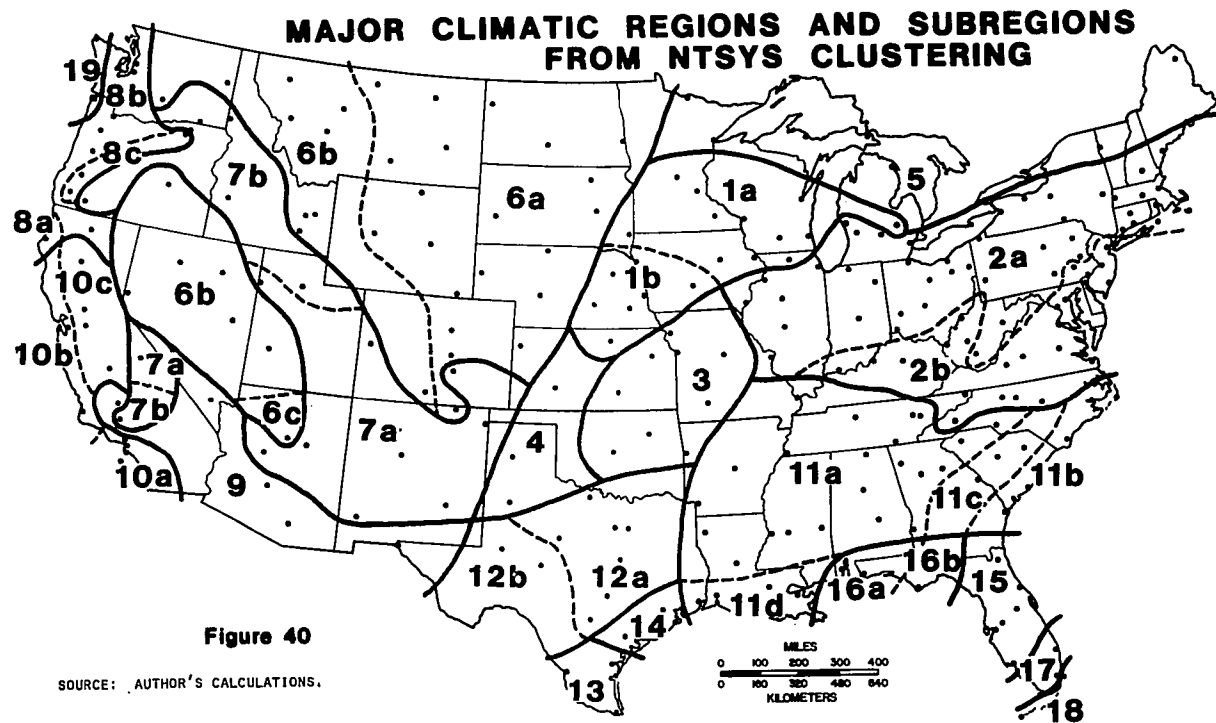 MAJOR CLIMATIC REGIONS AND SUBREGIONS
FROM NTSYS CLUSTERING
19
8b
8c
7b
6b
6a
1a
5
8a
10c
6b
1b
2a
10b
7a
7b
6c
7a
3
2b
4
10a
9
11a
11c
11b
12b
12a
11d
16a
16b
15
14
13
17
18
Figure 40
SOURCE: AUTHOR'S CALCULATIONS.
MILES
0 100 200 300 400
0 160 320 480 640
KILOMETERS